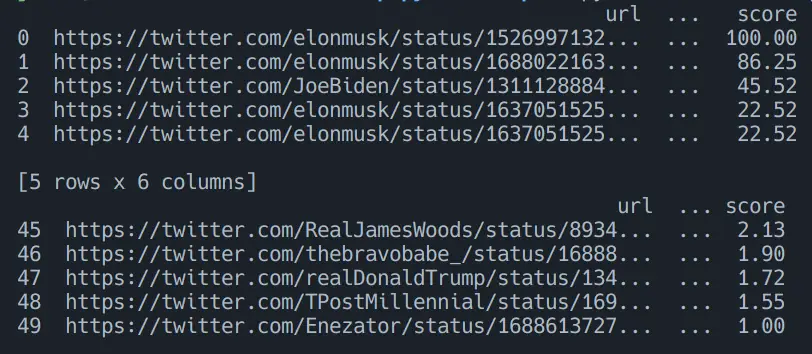 url ... score
0 https://twitter.com/elonmusk/status/1526997132... ... 100.00
1 https://twitter.com/elonmusk/status/1688022163... ... 86.25
2 https://twitter.com/JoeBiden/status/1311128884... ... 45.52
3 https://twitter.com/elonmusk/status/1637051525... ... 22.52
4 https://twitter.com/elonmusk/status/1637051525... ... 22.52
[5 rows x 6 columns]
url ... score
45 https://twitter.com/RealJamesWoods/status/8934... ... 2.13
46 https://twitter.com/thebravobabe_/status/16888... ... 1.90
47 https://twitter.com/realDonaldTrump/status/134... ... 1.72
48 https://twitter.com/TPostMillennial/status/169... ... 1.55
49 https://twitter.com/Enezator/status/1688613727... ... 1.00